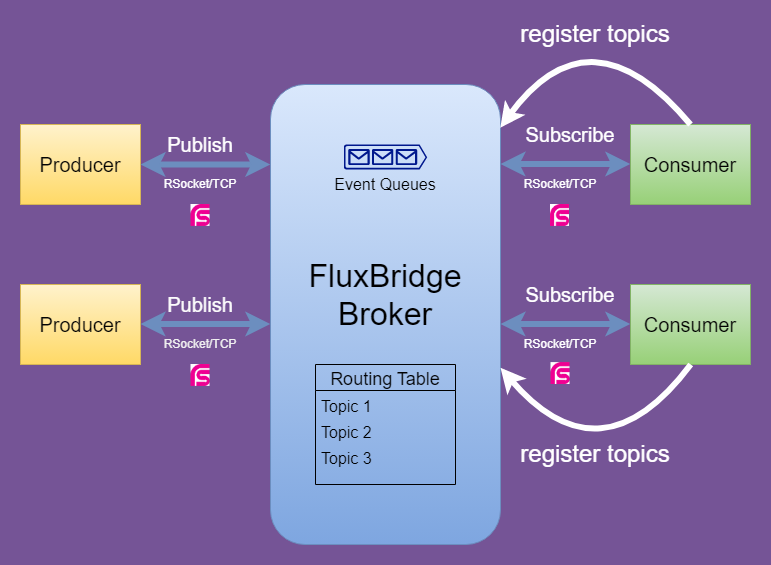 register topics
Producer
Publish
RSocket/TCP
Event Queues
Subscribe
RSocket/TCP
Consumer
FluxBridge
Broker
Producer
Publish
RSocket/TCP
Subscribe
RSocket/TCP
Consumer
Routing Table
Topic 1
Topic 2
Topic 3
register topics